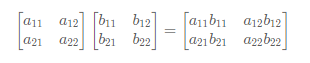 [a₁₁ a₁₂] [b₁₁ b₁₂] = [a₁₁b₁₁ a₁₂b₁₂]
[a₂₁ a₂₂] [b₂₁ b₂₂] [a₂₁b₂₁ a₂₂b₂₂]